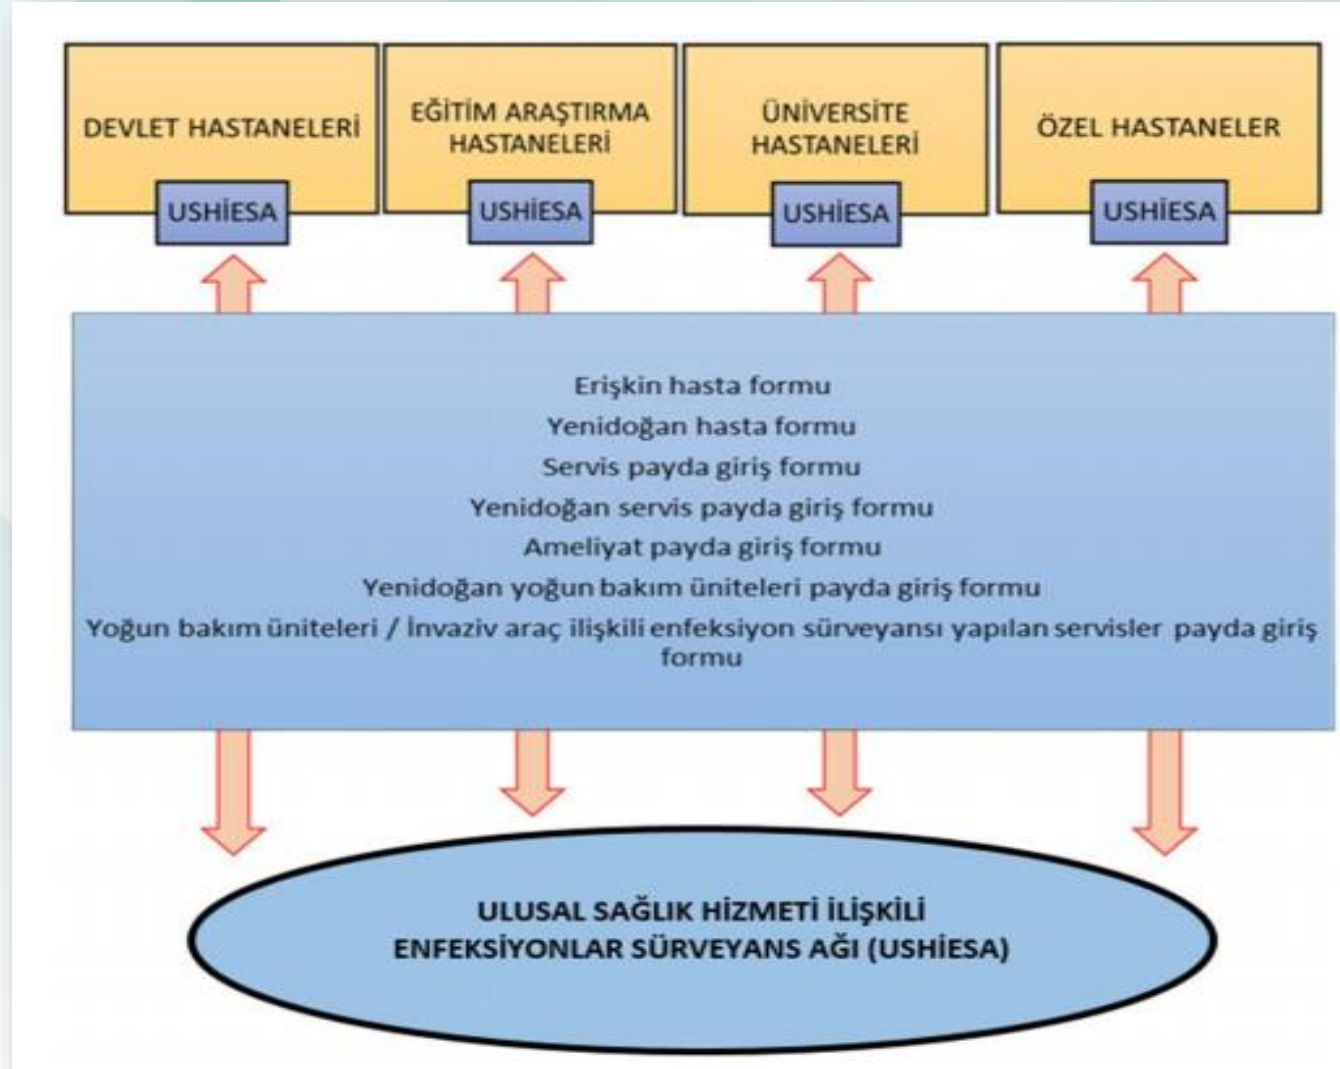 DEVLET HASTANELERİ
USHİESA
EĞİTİM ARAŞTIRMA
HASTANELERİ
USHİESA
ÜNİVERSİTE
HASTANELERİ
USHİESA
ÖZEL HASTANELER
USHİESA
Erişkin hasta formu
Yenidoğan hasta formu
Servis payda giriş formu
Yenidoğan servis payda giriş formu
Ameliyat payda giriş formu
Yenidoğan yoğun bakım üniteleri payda giriş formu
Yoğun bakım üniteleri / İnvaziv araç ilişkili enfeksiyon sürveyansı yapılan servisler payda giriş
formu
ULUSAL SAĞLIK HİZMETİ İLİŞKİLİ
ENFEKSİYONLAR SÜRVEYANS AĞI (USHİESA)